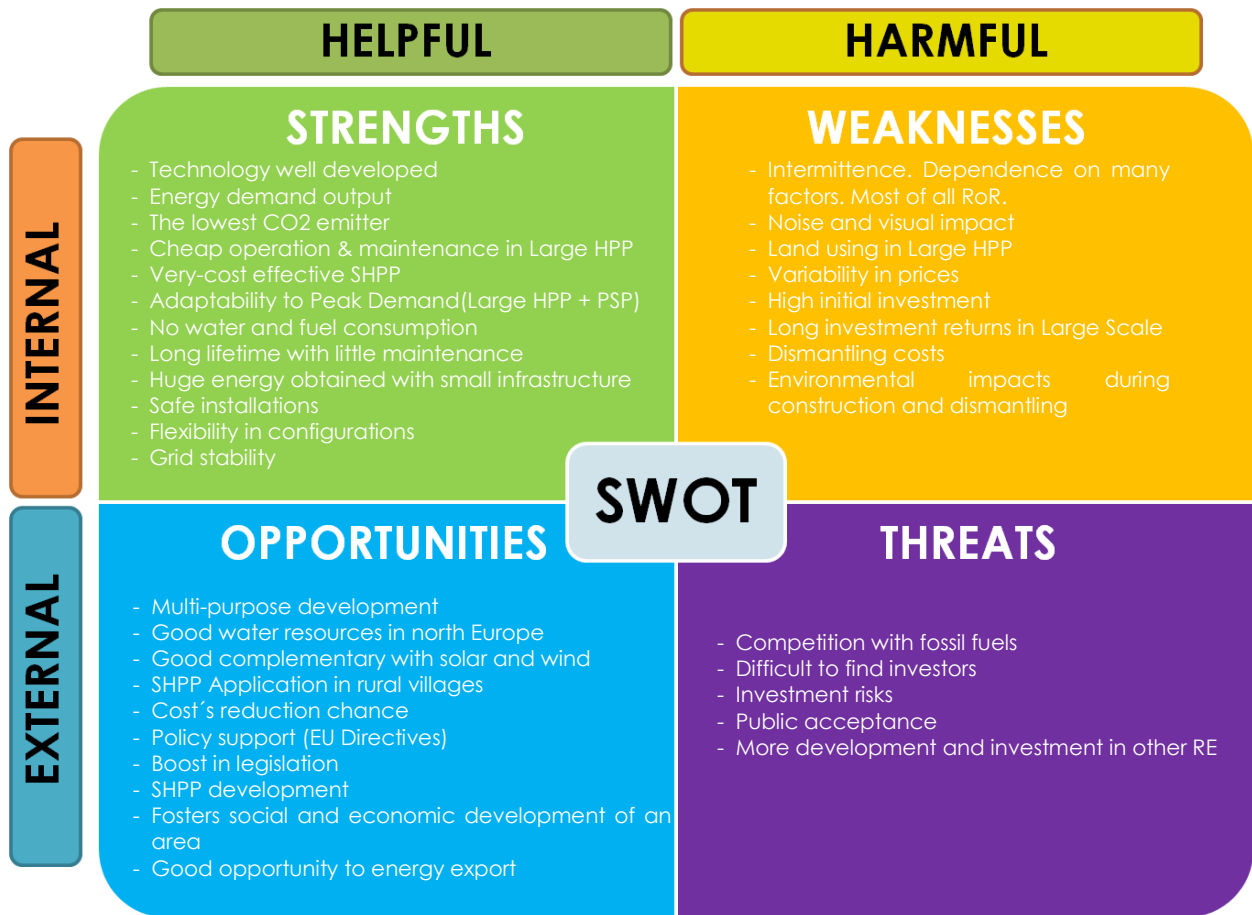 HELPFUL
HARMFUL
INTERNAL
STRENGTHS
- Technology well developed
- Energy demand output
- The lowest CO2 emitter
- Cheap operation & maintenance in Large HPP
- Very-cost effective SHPP
- Adaptability to Peak Demand(Large HPP + PSP)
- No water and fuel consumption
- Long lifetime with little maintenance
- Huge energy obtained with small infrastructure
- Safe installations
- Flexibility in configurations
- Grid stability
WEAKNESSES
- Intermittence. Dependence on many
factors. Most of all RoR.
- Noise and visual impact
- Land using in Large HPP
- Variability in prices
- High initial investment
- Long investment returns in Large Scale
- Dismantling costs
- Environmental impacts during
construction and dismantling
SWOT
EXTERNAL
OPPORTUNITIES
- Multi-purpose development
- Good water resources in north Europe
- Good complementary with solar and wind
- SHPP Application in rural villages
- Cost´s reduction chance
- Policy support (EU Directives)
- Boost in legislation
- SHPP development
- Fosters social and economic development of an
area
- Good opportunity to energy export
THREATS
- Competition with fossil fuels
- Difficult to find investors
- Investment risks
- Public acceptance
- More development and investment in other RE